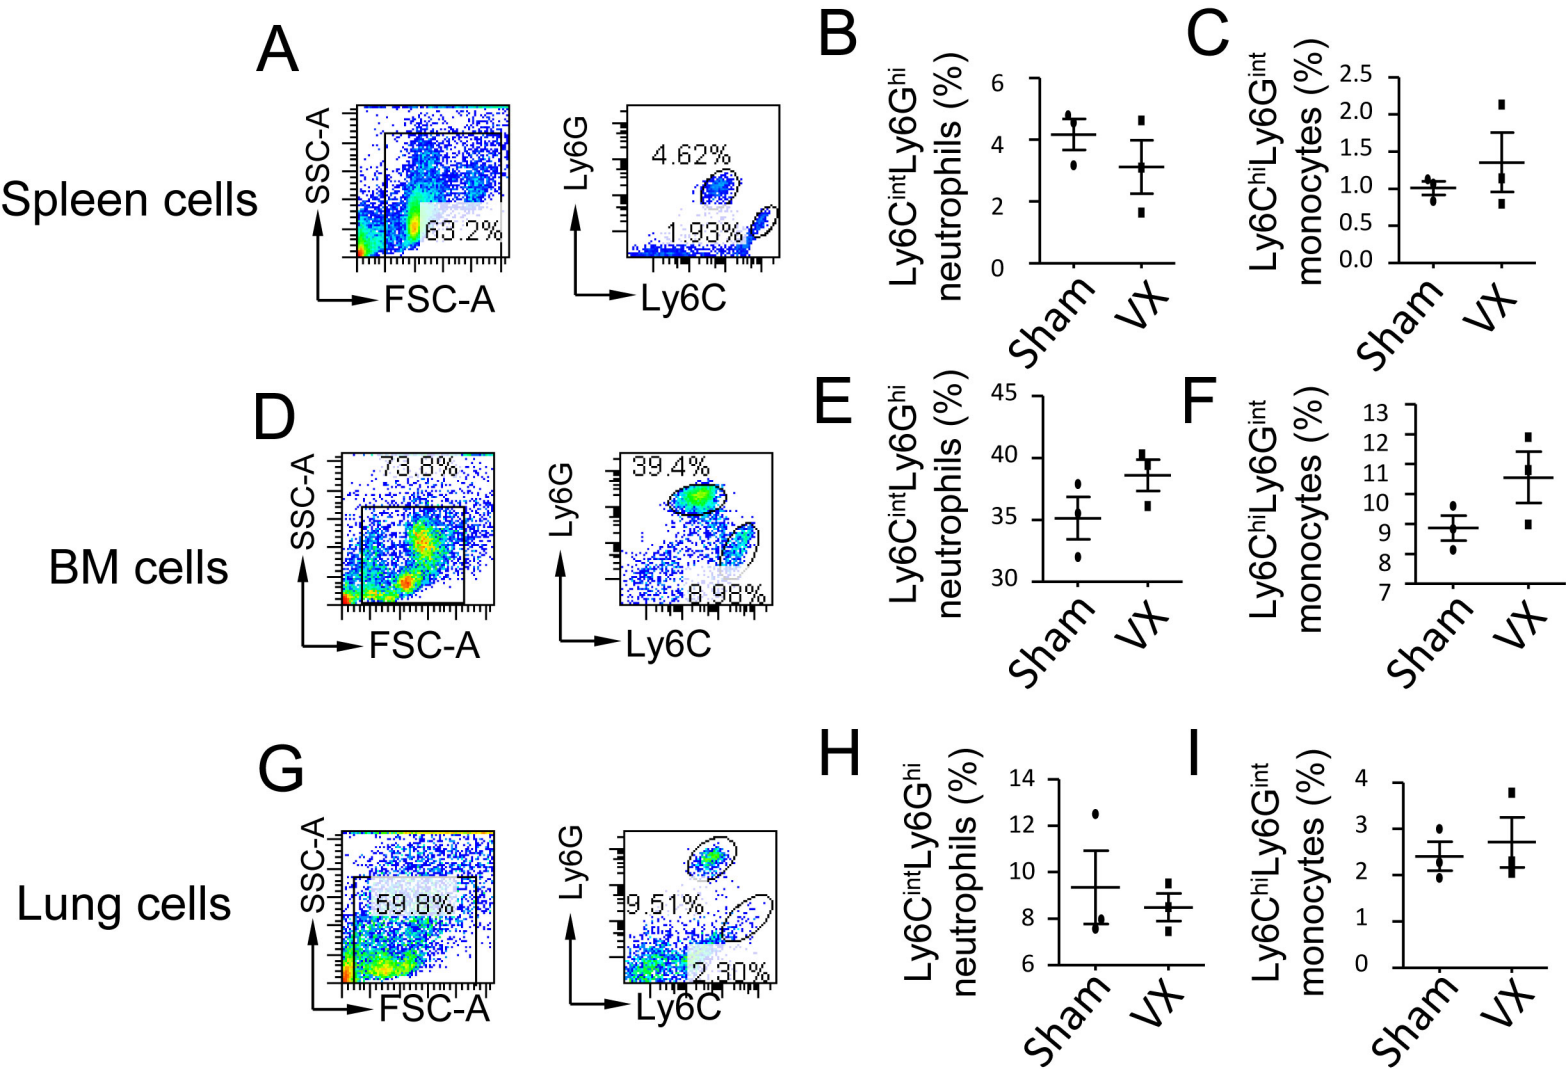 A
B
C
Spleen cells
SSC-A
63.2%
FSC-A
Ly6G
4.62%
1.93%
Ly6C
Ly6CintLy6Ghi
neutrophils (%)
6
4
2
0
Sham
VX
Ly6ChiLy6Gint
monocytes (%)
2.5
2.0
1.5
1.0
0.5
0.0
Sham
VX
D
E
F
BM cells
SSC-A
73.8%
FSC-A
Ly6G
39.4%
8.98%
Ly6C
Ly6CintLy6Ghi
neutrophils (%)
45
40
35
30
Sham
VX
Ly6ChiLy6Gint
monocytes (%)
13
12
11
10
9
8
7
Sham
VX
G
H
I
Lung cells
SSC-A
59.8%
FSC-A
Ly6G
9.51%
2.30%
Ly6C
Ly6CintLy6Ghi
neutrophils (%)
14
12
10
8
6
Sham
VX
Ly6ChiLy6Gint
monocytes (%)
4
3
2
1
0
Sham
VX